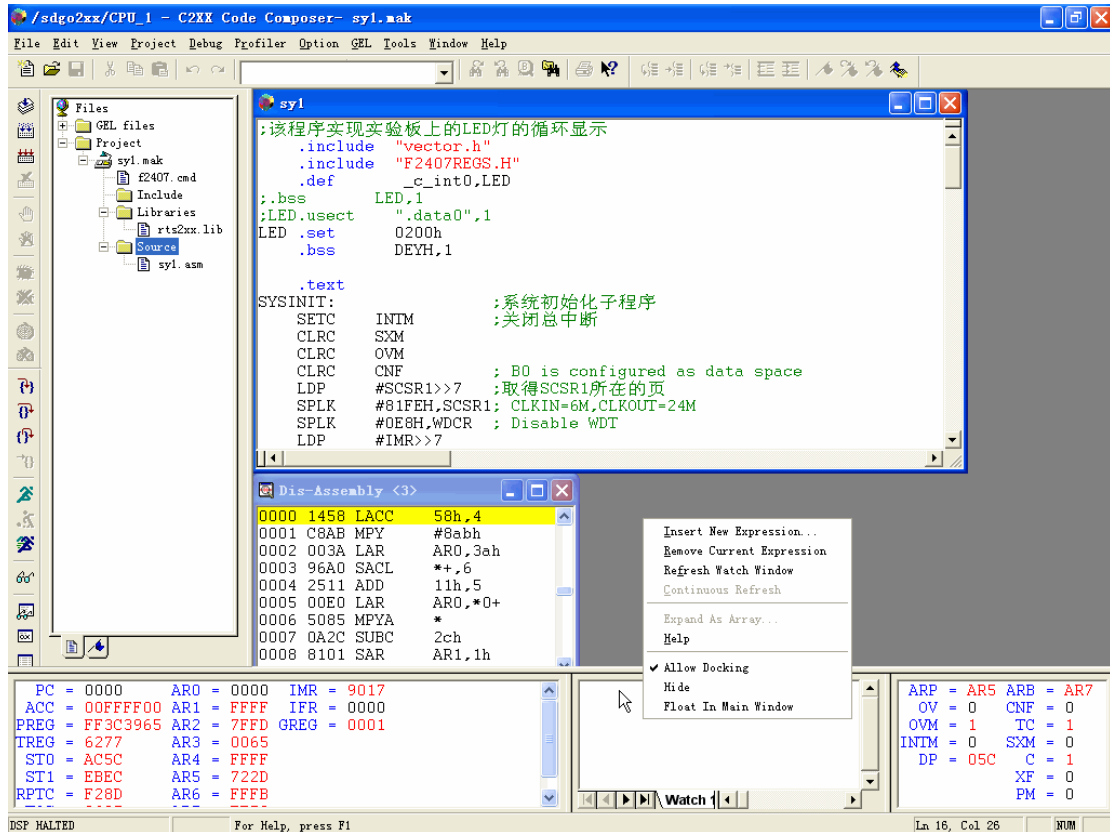 /sdgo2xx/CPU_1 - C2XX Code Composer- sy1.mak
File Edit View Project Debug Profiler Option GEL Tools Window Help
Files
GEL files
Project
sy1.mak
f2407.cmd
Include
Libraries
rts2xx.lib
Source
sy1.asm
sy1
;该程序实现实验板上的LED灯的循环显示
.include "vector.h"
.include "F2407REGS.H"
.def _c_int0,LED
;.bss LED,1
;LED.usect ".data0",1
LED .set 0200h
.bss DEYH,1
.text
SYSINIT: ;系统初始化子程序
SETC INTM ;关闭总中断
CLRC SXM
CLRC OVM
CLRC CNF ; B0 is configured as data space
LDP #SCSR1>>7 ;取得SCSR1所在的页
SPLK #81FEH,SCSR1; CLKIN=6M,CLKOUT=24M
SPLK #0E8H,WDCR ; Disable WDT
LDP #IMR>>7
Dis-Assembly <3>
0000 1458 LACC 58h,4
0001 C8AB MPY #8abh
0002 003A LAR AR0,3ah
0003 96A0 SACL *+,6
0004 2511 ADD 11h,5
0005 00E0 LAR AR0,*0+
0006 5085 MPYA *
0007 0A2C SUBC 2ch
0008 8101 SAR AR1,1h
Insert New Expression...
Remove Current Expression
Refresh Watch Window
Continuous Refresh
Expand As Array...
Help
Allow Docking
Hide
Float In Main Window
PC = 0000 AR0 = 0000 IMR = 9017
ACC = 00FFFF00 AR1 = FFFF IFR = 0000
PREG = FF3C3965 AR2 = 7FFD GREG = 0001
TREG = 6277 AR3 = 0065
ST0 = AC5C AR4 = FFFF
ST1 = EBEC AR5 = 722D
RPTC = F28D AR6 = FFFB
Watch 1
ARP = AR5 ARB = AR7
OV = 0 CNF = 0
OVM = 1 TC = 1
INTM = 0 SXM = 0
DP = 05C C = 1
XF = 0
PM = 0
DSP HALTED
For Help, press F1
Ln 16, Col 26
NUM